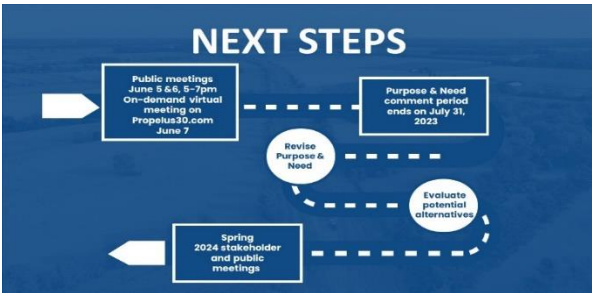 NEXT STEPS
Public meetings
June 5 &6, 5-7pm
On-demand virtual
meeting on
Propelus30.com
June 7
Purpose & Need
comment period
ends on July 31,
2023
Revise
Purpose &
Need
Evaluate
potential
alternatives
Spring
2024 stakeholder
and public
meetings